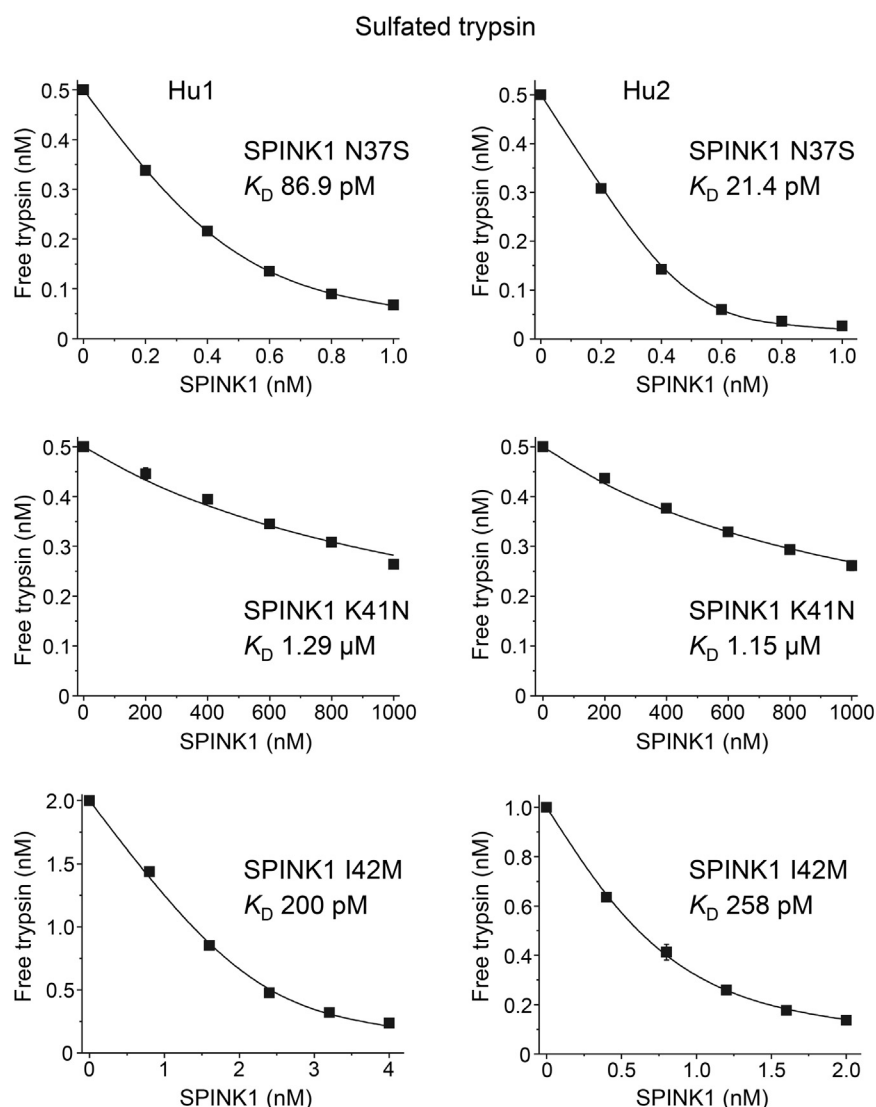 Sulfated trypsin
Hu1
SPINK1 N37S
KD 86.9 pM
Free trypsin (nM)
0.5
0.4
0.3
0.2
0.1
0
0 0.2 0.4 0.6 0.8 1.0
SPINK1 (nM)
Hu2
SPINK1 N37S
KD 21.4 pM
Free trypsin (nM)
0.5
0.4
0.3
0.2
0.1
0
0 0.2 0.4 0.6 0.8 1.0
SPINK1 (nM)
SPINK1 K41N
KD 1.29 µM
Free trypsin (nM)
0.5
0.4
0.3
0.2
0.1
0
0 200 400 600 800 1000
SPINK1 (nM)
SPINK1 K41N
KD 1.15 µM
Free trypsin (nM)
0.5
0.4
0.3
0.2
0.1
0
0 200 400 600 800 1000
SPINK1 (nM)
SPINK1 I42M
KD 200 pM
Free trypsin (nM)
2.0
1.5
1.0
0.5
0
0 1 2 3 4
SPINK1 (nM)
SPINK1 I42M
KD 258 pM
Free trypsin (nM)
1.0
0.8
0.6
0.4
0.2
0
0 0.5 1.0 1.5 2.0
SPINK1 (nM)